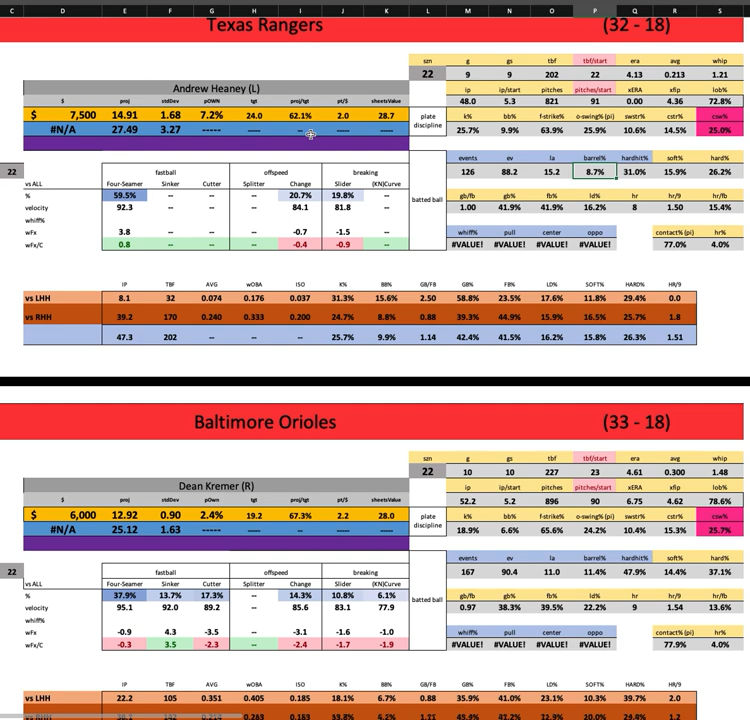 C D E F G H I J K L M N O P Q R S
Texas Rangers (32 - 18)
szn g gs tbf tbf/start era avg whip
22 9 9 202 22 4.13 0.213 1.21
Andrew Heaney (L) ip ip/start pitches pitches/start xERA xfip lob%
$ proj stdDev pOWN tgt proj/tgt pt/$ sheetsValue 48.0 5.3 821 91 0.00 4.36 72.8%
$ 7,500 14.91 1.68 7.2% 24.0 62.1% 2.0 28.7 plate discipline k% bb% f-strike% o-swing% (pi) swstr% cstr% csw%
#N/A 27.49 3.27 ----- ---- ---- --- ---- 25.7% 9.9% 63.9% 25.9% 10.6% 14.5% 25.0%
events ev la barrel% hardhit% soft% hard%
22 fastball offspeed breaking 126 88.2 15.2 8.7% 31.0% 15.9% 26.2%
vs ALL Four-Seamer Sinker Cutter Splitter Change Slider (KN)Curve
% 59.5% -- -- -- 20.7% 19.8% -- batted ball gb/fb gb% fb% ld% hr hr/9 hr/fb
velocity 92.3 -- -- -- 84.1 81.8 -- 1.00 41.9% 41.9% 16.2% 8 1.50 15.4%
whiff%
wFx 3.8 -- -- -- -0.7 -1.5 -- whiff% pull center oppo contact% (pi) hr%
wFx/C 0.8 -- -- -- -0.4 -0.9 -- #VALUE! #VALUE! #VALUE! #VALUE! 77.0% 4.0%
IP TBF AVG wOBA ISO K% BB% GB/FB GB% FB% LD% SOFT% HARD% HR/9
vs LHH 8.1 32 0.074 0.176 0.037 31.3% 15.6% 2.50 58.8% 23.5% 17.6% 11.8% 29.4% 0.0
vs RHH 39.2 170 0.240 0.333 0.200 24.7% 8.8% 0.88 39.3% 44.9% 15.9% 16.5% 25.7% 1.8
47.3 202 -- -- -- 25.7% 9.9% 1.14 42.4% 41.5% 16.2% 15.8% 26.3% 1.51
Baltimore Orioles (33 - 18)
szn g gs tbf tbf/start era avg whip
22 10 10 227 23 4.61 0.300 1.48
Dean Kremer (R) ip ip/start pitches pitches/start xERA xfip lob%
$ proj stdDev pOwn tgt proj/tgt pt/$ sheetsValue 52.2 5.2 896 90 6.75 4.62 78.6%
$ 6,000 12.92 0.90 2.4% 19.2 67.3% 2.2 28.0 plate discipline k% bb% f-strike% o-swing% (pi) swstr% cstr% csw%
#N/A 25.12 1.63 ----- ---- ---- --- ---- 18.9% 6.6% 65.6% 24.2% 10.4% 15.3% 25.7%
events ev la barrel% hardhit% soft% hard%
22 fastball offspeed breaking 167 90.4 11.0 11.4% 47.9% 14.4% 37.1%
vs ALL Four-Seamer Sinker Cutter Splitter Change Slider (KN)Curve
% 37.9% 13.7% 17.3% -- 14.3% 10.8% 6.1% batted ball gb/fb gb% fb% ld% hr hr/9 hr/fb
velocity 95.1 92.0 89.2 -- 85.6 83.1 77.9 0.97 38.3% 39.5% 22.2% 9 1.54 13.6%
whiff%
wFx -0.9 4.3 -3.5 -- -3.1 -1.6 -1.0 whiff% pull center oppo contact% (pi) hr%
wFx/C -0.3 3.5 -2.3 -- -2.4 -1.7 -1.9 #VALUE! #VALUE! #VALUE! #VALUE! 77.9% 4.0%
IP TBF AVG wOBA ISO K% BB% GB/FB GB% FB% LD% SOFT% HARD% HR/9
vs LHH 22.2 105 0.351 0.405 0.185 18.1% 6.7% 0.88 35.9% 41.0% 23.1% 10.3% 39.7% 2.0